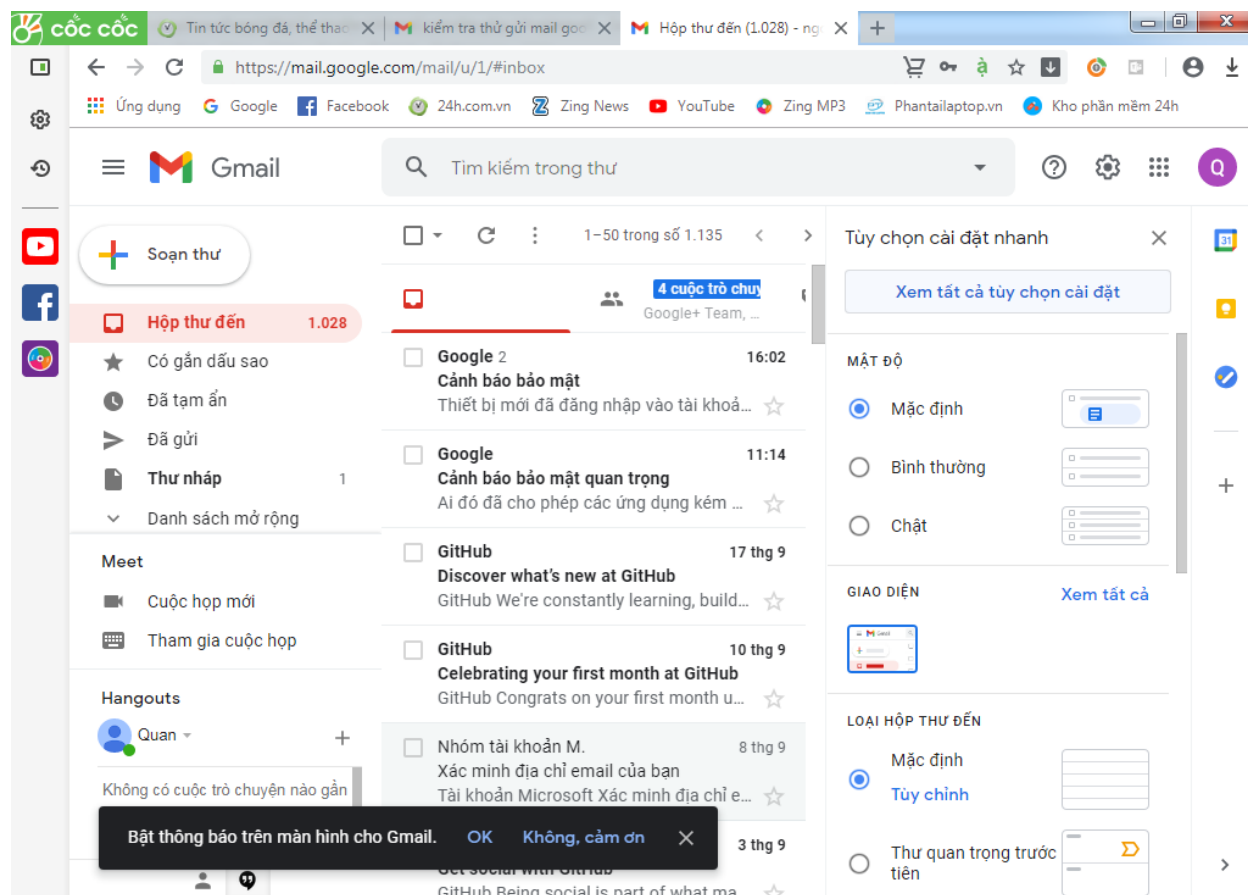 cốc cốc
Tin tức bóng đá, thể thao
kiểm tra thử gửi mail goo
Hộp thư đến (1.028) - ng
https://mail.google.com/mail/u/1/#inbox
Ứng dụng
Google
Facebook
24h.com.vn
Zing News
YouTube
Zing MP3
Phantailaptop.vn
Kho phần mềm 24h
Gmail
Tìm kiếm trong thư
Q
Soạn thư
Hộp thư đến 1.028
Có gắn dấu sao
Đã tạm ẩn
Đã gửi
Thư nháp 1
Danh sách mở rộng
Meet
Cuộc họp mới
Tham gia cuộc họp
Hangouts
Quan
Không có cuộc trò chuyện nào gần
1–50 trong số 1.135
4 cuộc trò chuy
Google+ Team, ...
Google 2 16:02
Cảnh báo bảo mật
Thiết bị mới đã đăng nhập vào tài khoả...
Google 11:14
Cảnh báo bảo mật quan trọng
Ai đó đã cho phép các ứng dụng kém ...
GitHub 17 thg 9
Discover what's new at GitHub
GitHub We're constantly learning, build...
GitHub 10 thg 9
Celebrating your first month at GitHub
GitHub Congrats on your first month u...
Nhóm tài khoản M. 8 thg 9
Xác minh địa chỉ email của bạn
Tài khoản Microsoft Xác minh địa chỉ e...
3 thg 9
Get social with GitHub
GitHub Being social is part of what ma...
Bật thông báo trên màn hình cho Gmail. OK Không, cảm ơn
Tùy chọn cài đặt nhanh
Xem tất cả tùy chọn cài đặt
MẬT ĐỘ
Mặc định
Bình thường
Chật
GIAO DIỆN
Xem tất cả
LOẠI HỘP THƯ ĐẾN
Mặc định
Tùy chỉnh
Thư quan trọng trước
tiên
31